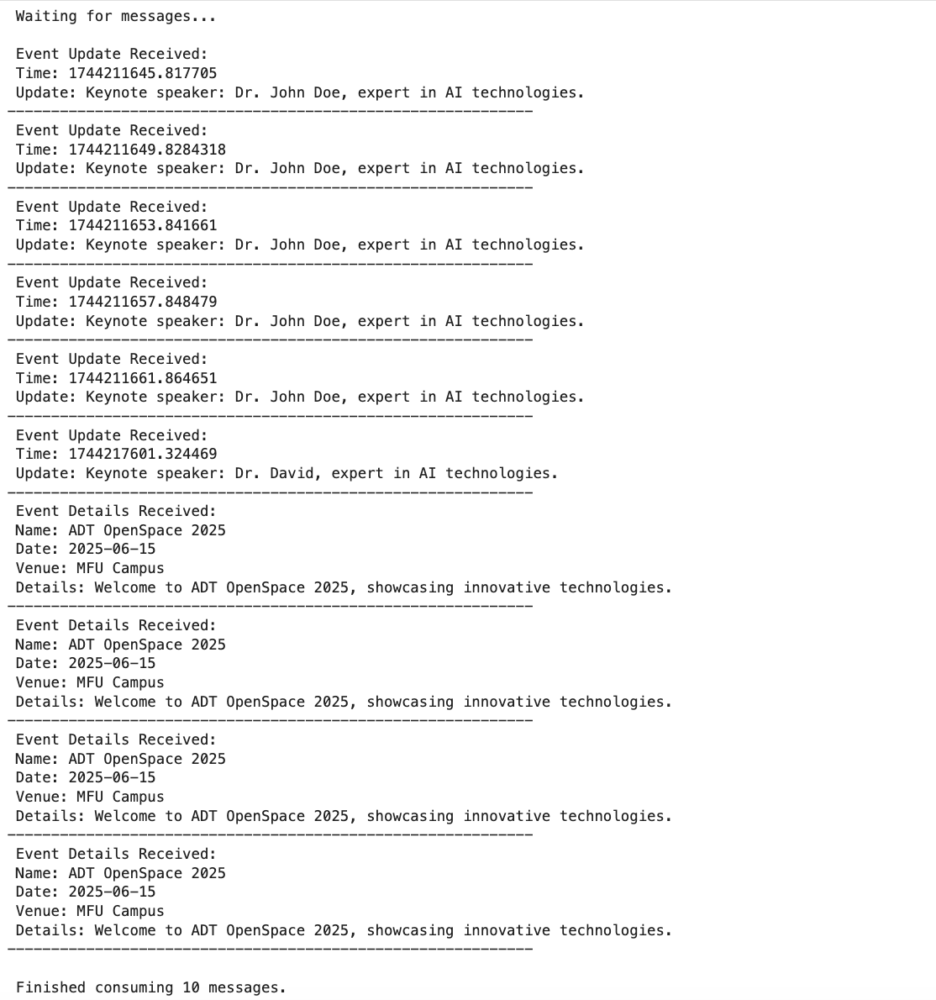 Waiting for messages...
Event Update Received:
Time: 1744211645.817705
Update: Keynote speaker: Dr. John Doe, expert in AI technologies.
------------------------------------------------------------
Event Update Received:
Time: 1744211649.8284318
Update: Keynote speaker: Dr. John Doe, expert in AI technologies.
------------------------------------------------------------
Event Update Received:
Time: 1744211653.841661
Update: Keynote speaker: Dr. John Doe, expert in AI technologies.
------------------------------------------------------------
Event Update Received:
Time: 1744211657.848479
Update: Keynote speaker: Dr. John Doe, expert in AI technologies.
------------------------------------------------------------
Event Update Received:
Time: 1744211661.864651
Update: Keynote speaker: Dr. John Doe, expert in AI technologies.
------------------------------------------------------------
Event Update Received:
Time: 1744217601.324469
Update: Keynote speaker: Dr. David, expert in AI technologies.
------------------------------------------------------------
Event Details Received:
Name: ADT OpenSpace 2025
Date: 2025-06-15
Venue: MFU Campus
Details: Welcome to ADT OpenSpace 2025, showcasing innovative technologies.
------------------------------------------------------------
Event Details Received:
Name: ADT OpenSpace 2025
Date: 2025-06-15
Venue: MFU Campus
Details: Welcome to ADT OpenSpace 2025, showcasing innovative technologies.
------------------------------------------------------------
Event Details Received:
Name: ADT OpenSpace 2025
Date: 2025-06-15
Venue: MFU Campus
Details: Welcome to ADT OpenSpace 2025, showcasing innovative technologies.
------------------------------------------------------------
Event Details Received:
Name: ADT OpenSpace 2025
Date: 2025-06-15
Venue: MFU Campus
Details: Welcome to ADT OpenSpace 2025, showcasing innovative technologies.
------------------------------------------------------------
Finished consuming 10 messages.